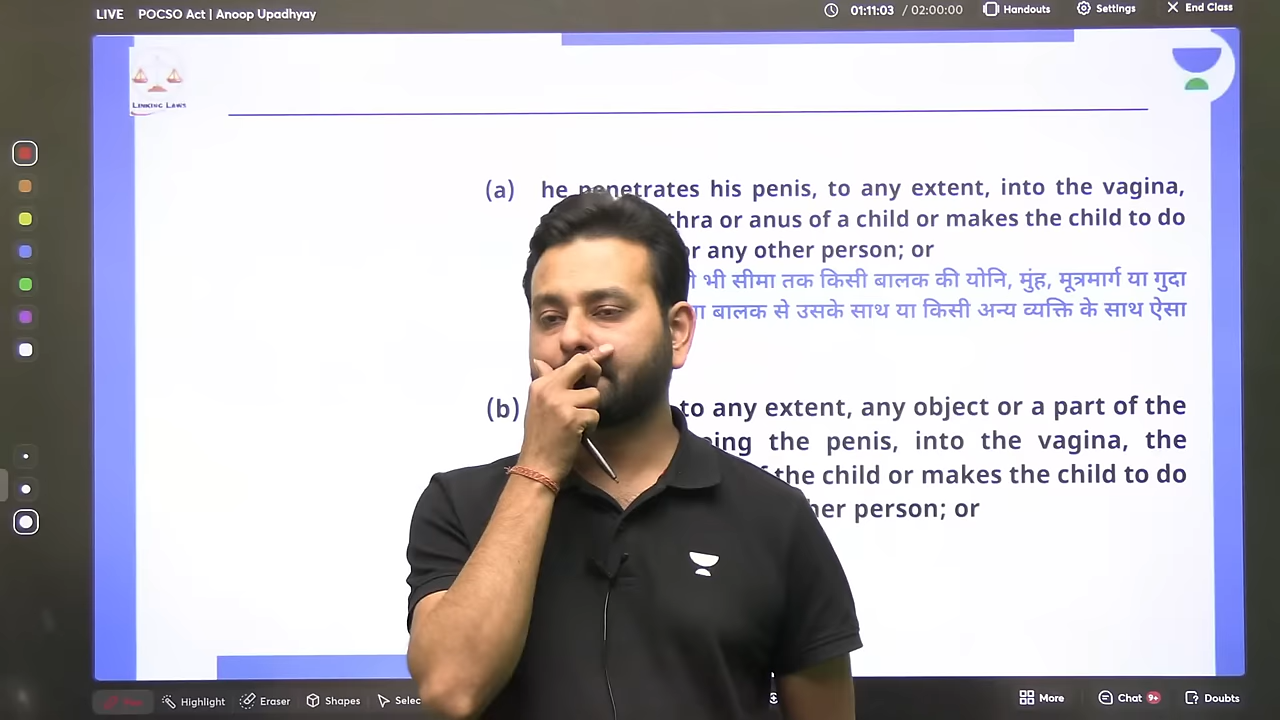 LIVE POCSO Act | Anoop Upadhyay
01:11:03 / 02:00:00 Handouts Settings End Class
LINKING LAWS
(a) he penetrates his penis, to any extent, into the vagina,
or anus of a child or makes the child to do
or any other person; or
भी सीमा तक किसी बालक की योनि, मुंह, मूत्रमार्ग या गुदा
बालक से उसके साथ या किसी अन्य व्यक्ति के साथ ऐसा
(b) to any extent, any object or a part of the
the penis, into the vagina, the
the child or makes the child to do
person; or
Pen Highlight Eraser Shapes More Chat 9+ Doubts